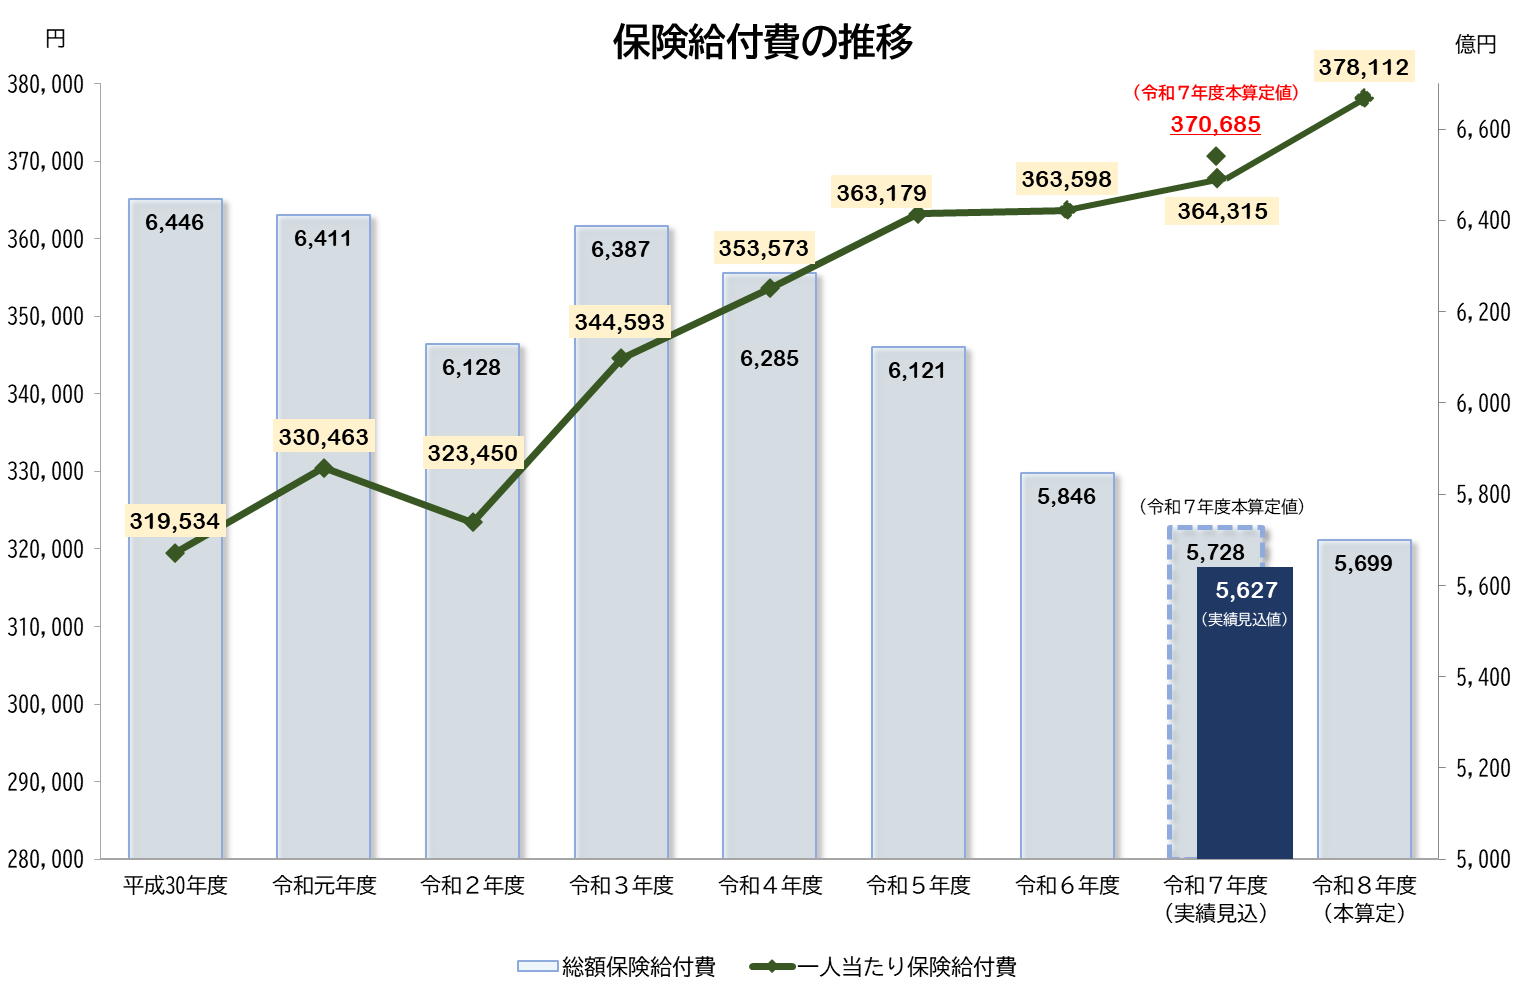 保険給付費の推移
円
億円
380,000
370,000
360,000
350,000
340,000
330,000
320,000
310,000
300,000
290,000
280,000
6,600
6,400
6,200
6,000
5,800
5,600
5,400
5,200
5,000
6,446
6,411
6,128
6,387
6,285
6,121
5,846
（令和７年度本算定値）
5,728
5,627
（実績見込値）
5,699
319,534
330,463
323,450
344,593
353,573
363,179
363,598
（令和７年度本算定値）
370,685
364,315
378,112
平成30年度
令和元年度
令和２年度
令和３年度
令和４年度
令和５年度
令和６年度
令和７年度
（実績見込）
令和８年度
（本算定）
総額保険給付費
一人当たり保険給付費